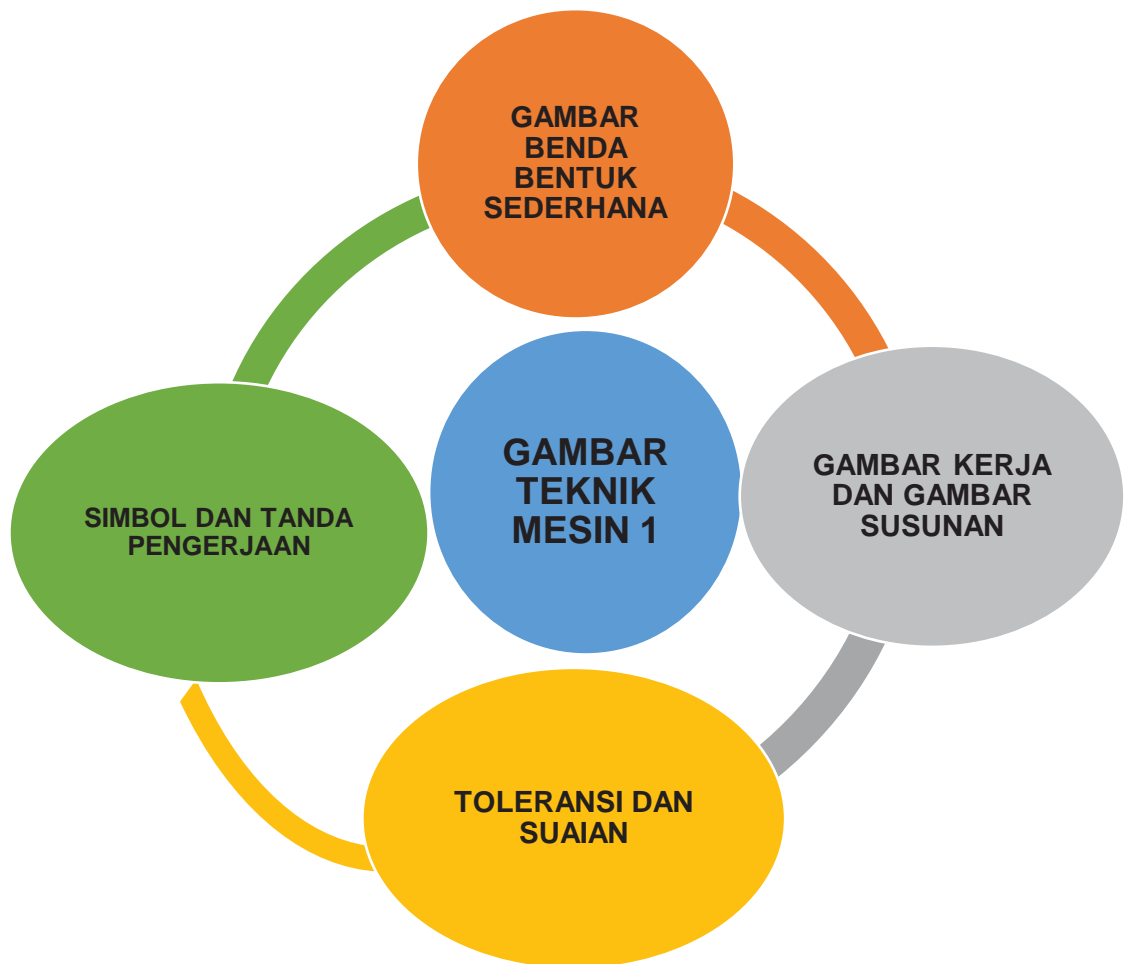 GAMBAR
BENDA
BENTUK
SEDERHANA
GAMBAR
TEKNIK
MESIN 1
GAMBAR KERJA
DAN GAMBAR
SUSUNAN
SIMBOL DAN TANDA
PENGERJAAN
TOLERANSI DAN
SUAIAN